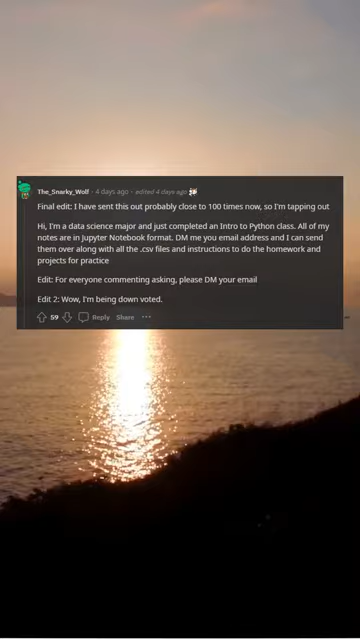 The_Snarky_Wolf · 4 days ago · edited 4 days ago
Final edit: I have sent this out probably close to 100 times now, so I'm tapping out
Hi, I'm a data science major and just completed an Intro to Python class. All of my
notes are in Jupyter Notebook format. DM me you email address and I can send
them over along with all the .csv files and instructions to do the homework and
projects for practice
Edit: For everyone commenting asking, please DM your email
Edit 2: Wow, I'm being down voted.
59 Reply Share ···